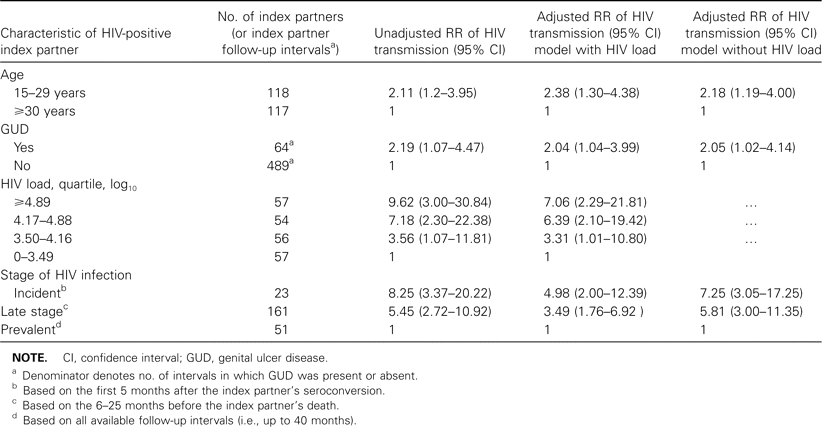 Characteristic of HIV-positive index partner | No. of index partners (or index partner follow-up intervalsᵃ) | Unadjusted RR of HIV transmission (95% CI) | Adjusted RR of HIV transmission (95% CI) model with HIV load | Adjusted RR of HIV transmission (95% CI) model without HIV load
Age
15–29 years 118 2.11 (1.2–3.95) 2.38 (1.30–4.38) 2.18 (1.19–4.00)
⩾30 years 117 1 1 1
GUD
Yes 64ᵃ 2.19 (1.07–4.47) 2.04 (1.04–3.99) 2.05 (1.02–4.14)
No 489ᵃ 1 1 1
HIV load, quartile, log₁₀
⩾4.89 57 9.62 (3.00–30.84) 7.06 (2.29–21.81) …
4.17–4.88 54 7.18 (2.30–22.38) 6.39 (2.10–19.42) …
3.50–4.16 56 3.56 (1.07–11.81) 3.31 (1.01–10.80) …
0–3.49 57 1 1
Stage of HIV infection
Incidentᵇ 23 8.25 (3.37–20.22) 4.98 (2.00–12.39) 7.25 (3.05–17.25)
Late stageᶜ 161 5.45 (2.72–10.92) 3.49 (1.76–6.92 ) 5.81 (3.00–11.35)
Prevalentᵈ 51 1 1 1
NOTE. CI, confidence interval; GUD, genital ulcer disease.
ᵃ Denominator denotes no. of intervals in which GUD was present or absent.
ᵇ Based on the first 5 months after the index partner's seroconversion.
ᶜ Based on the 6–25 months before the index partner's death.
ᵈ Based on all available follow-up intervals (i.e., up to 40 months).